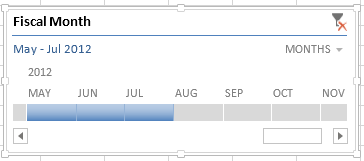 Fiscal Month
May - Jul 2012 MONTHS
2012
MAY JUN JUL AUG SEP OCT NOV